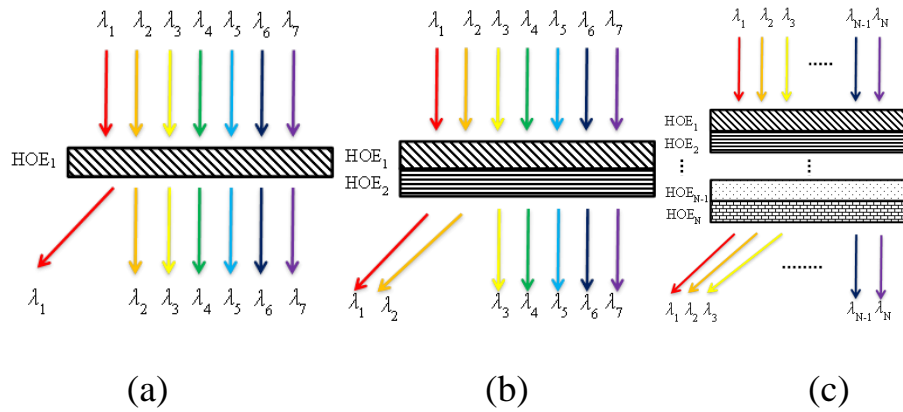 λ₁ λ₂ λ₃ λ₄ λ₅ λ₆ λ₇
HOE₁
λ₁ λ₂ λ₃ λ₄ λ₅ λ₆ λ₇
(a)
λ₁ λ₂ λ₃ λ₄ λ₅ λ₆ λ₇
HOE₁
HOE₂
λ₁ λ₂ λ₃ λ₄ λ₅ λ₆ λ₇
(b)
λ₁ λ₂ λ₃ ..... λN-1 λN
HOE₁
HOE₂
⋮ ⋮
HOEN-1
HOEN
........
λ₁ λ₂ λ₃ λN-1 λN
(c)